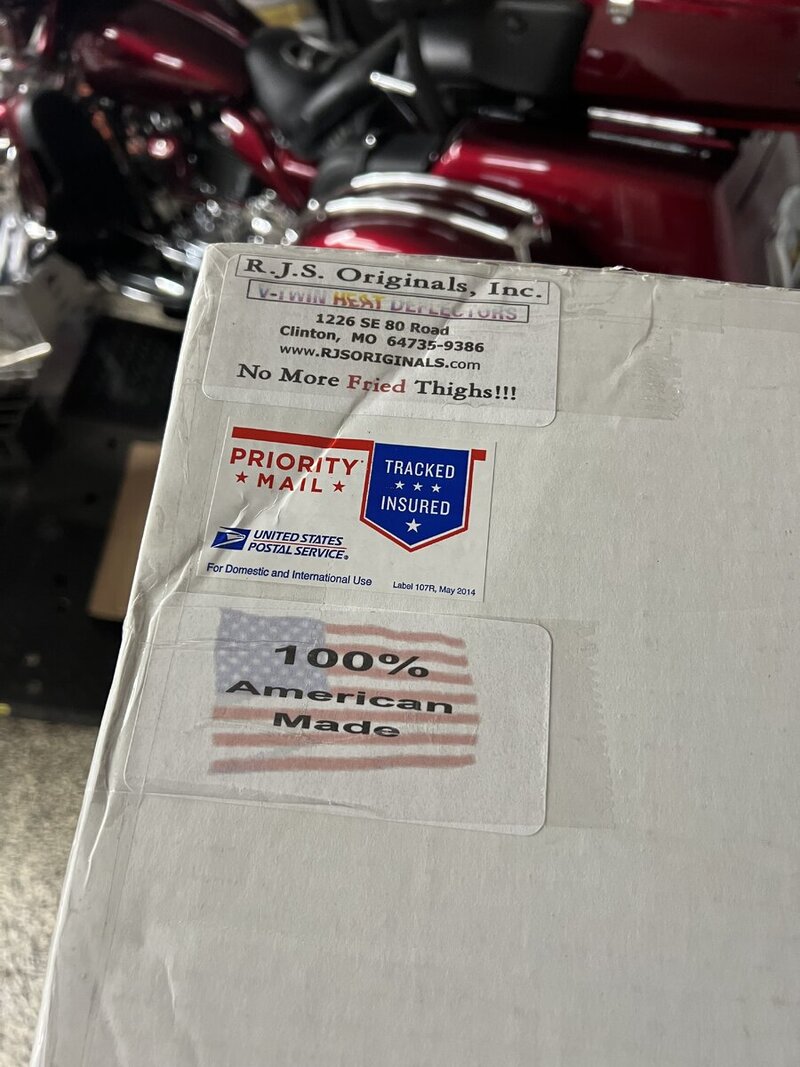 R.J.S. Originals, Inc.
V-TWIN HEAT DEFLECTORS
1226 SE 80 Road
Clinton, MO 64735-9386
www.RJSORIGINALS.com
No More Fried Thighs!!!
PRIORITY
★ MAIL ★
TRACKED
★ ★ ★
INSURED
★
UNITED STATES
POSTAL SERVICE®
For Domestic and International Use
Label 107R, May 2014
100%
American
Made